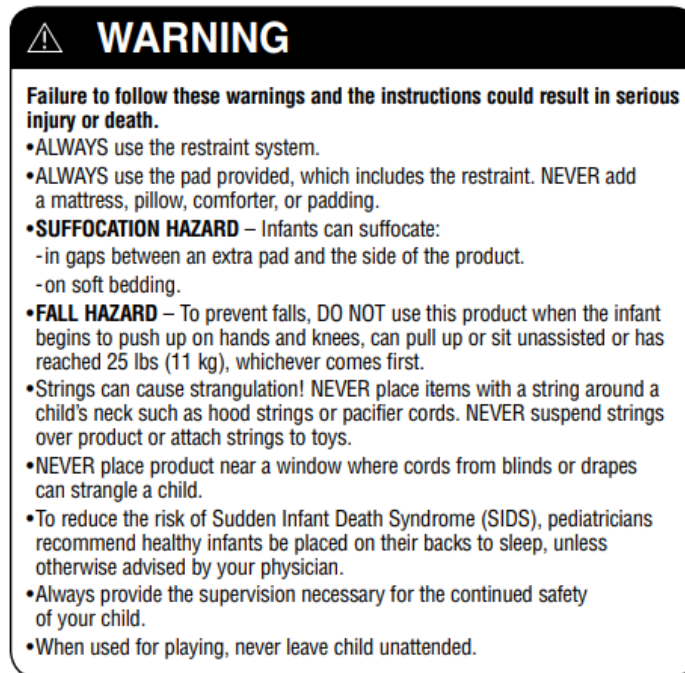 ⚠ WARNING
Failure to follow these warnings and the instructions could result in serious
injury or death.
•ALWAYS use the restraint system.
•ALWAYS use the pad provided, which includes the restraint. NEVER add
a mattress, pillow, comforter, or padding.
•SUFFOCATION HAZARD – Infants can suffocate:
-in gaps between an extra pad and the side of the product.
-on soft bedding.
•FALL HAZARD – To prevent falls, DO NOT use this product when the infant
begins to push up on hands and knees, can pull up or sit unassisted or has
reached 25 lbs (11 kg), whichever comes first.
•Strings can cause strangulation! NEVER place items with a string around a
child’s neck such as hood strings or pacifier cords. NEVER suspend strings
over product or attach strings to toys.
•NEVER place product near a window where cords from blinds or drapes
can strangle a child.
•To reduce the risk of Sudden Infant Death Syndrome (SIDS), pediatricians
recommend healthy infants be placed on their backs to sleep, unless
otherwise advised by your physician.
•Always provide the supervision necessary for the continued safety
of your child.
•When used for playing, never leave child unattended.